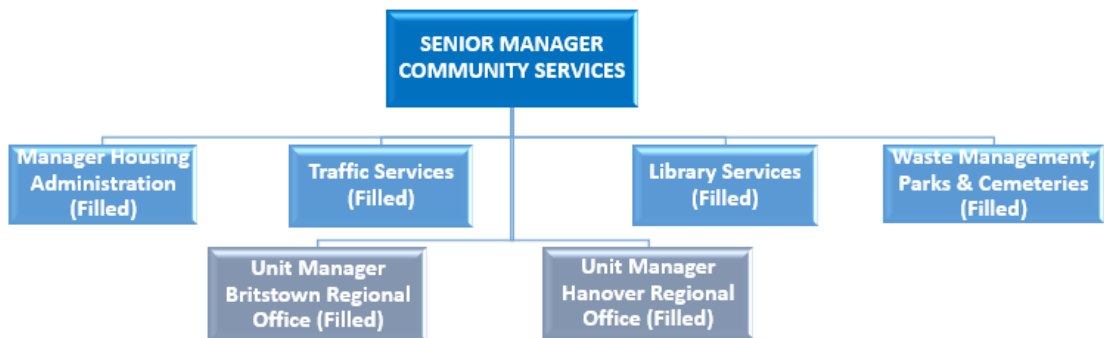 SENIOR MANAGER
COMMUNITY SERVICES
Manager Housing
Administration
(Filled)
Traffic Services
(Filled)
Library Services
(Filled)
Waste Management,
Parks & Cemeteries
(Filled)
Unit Manager
Britstown Regional
Office (Filled)
Unit Manager
Hanover Regional
Office (Filled)